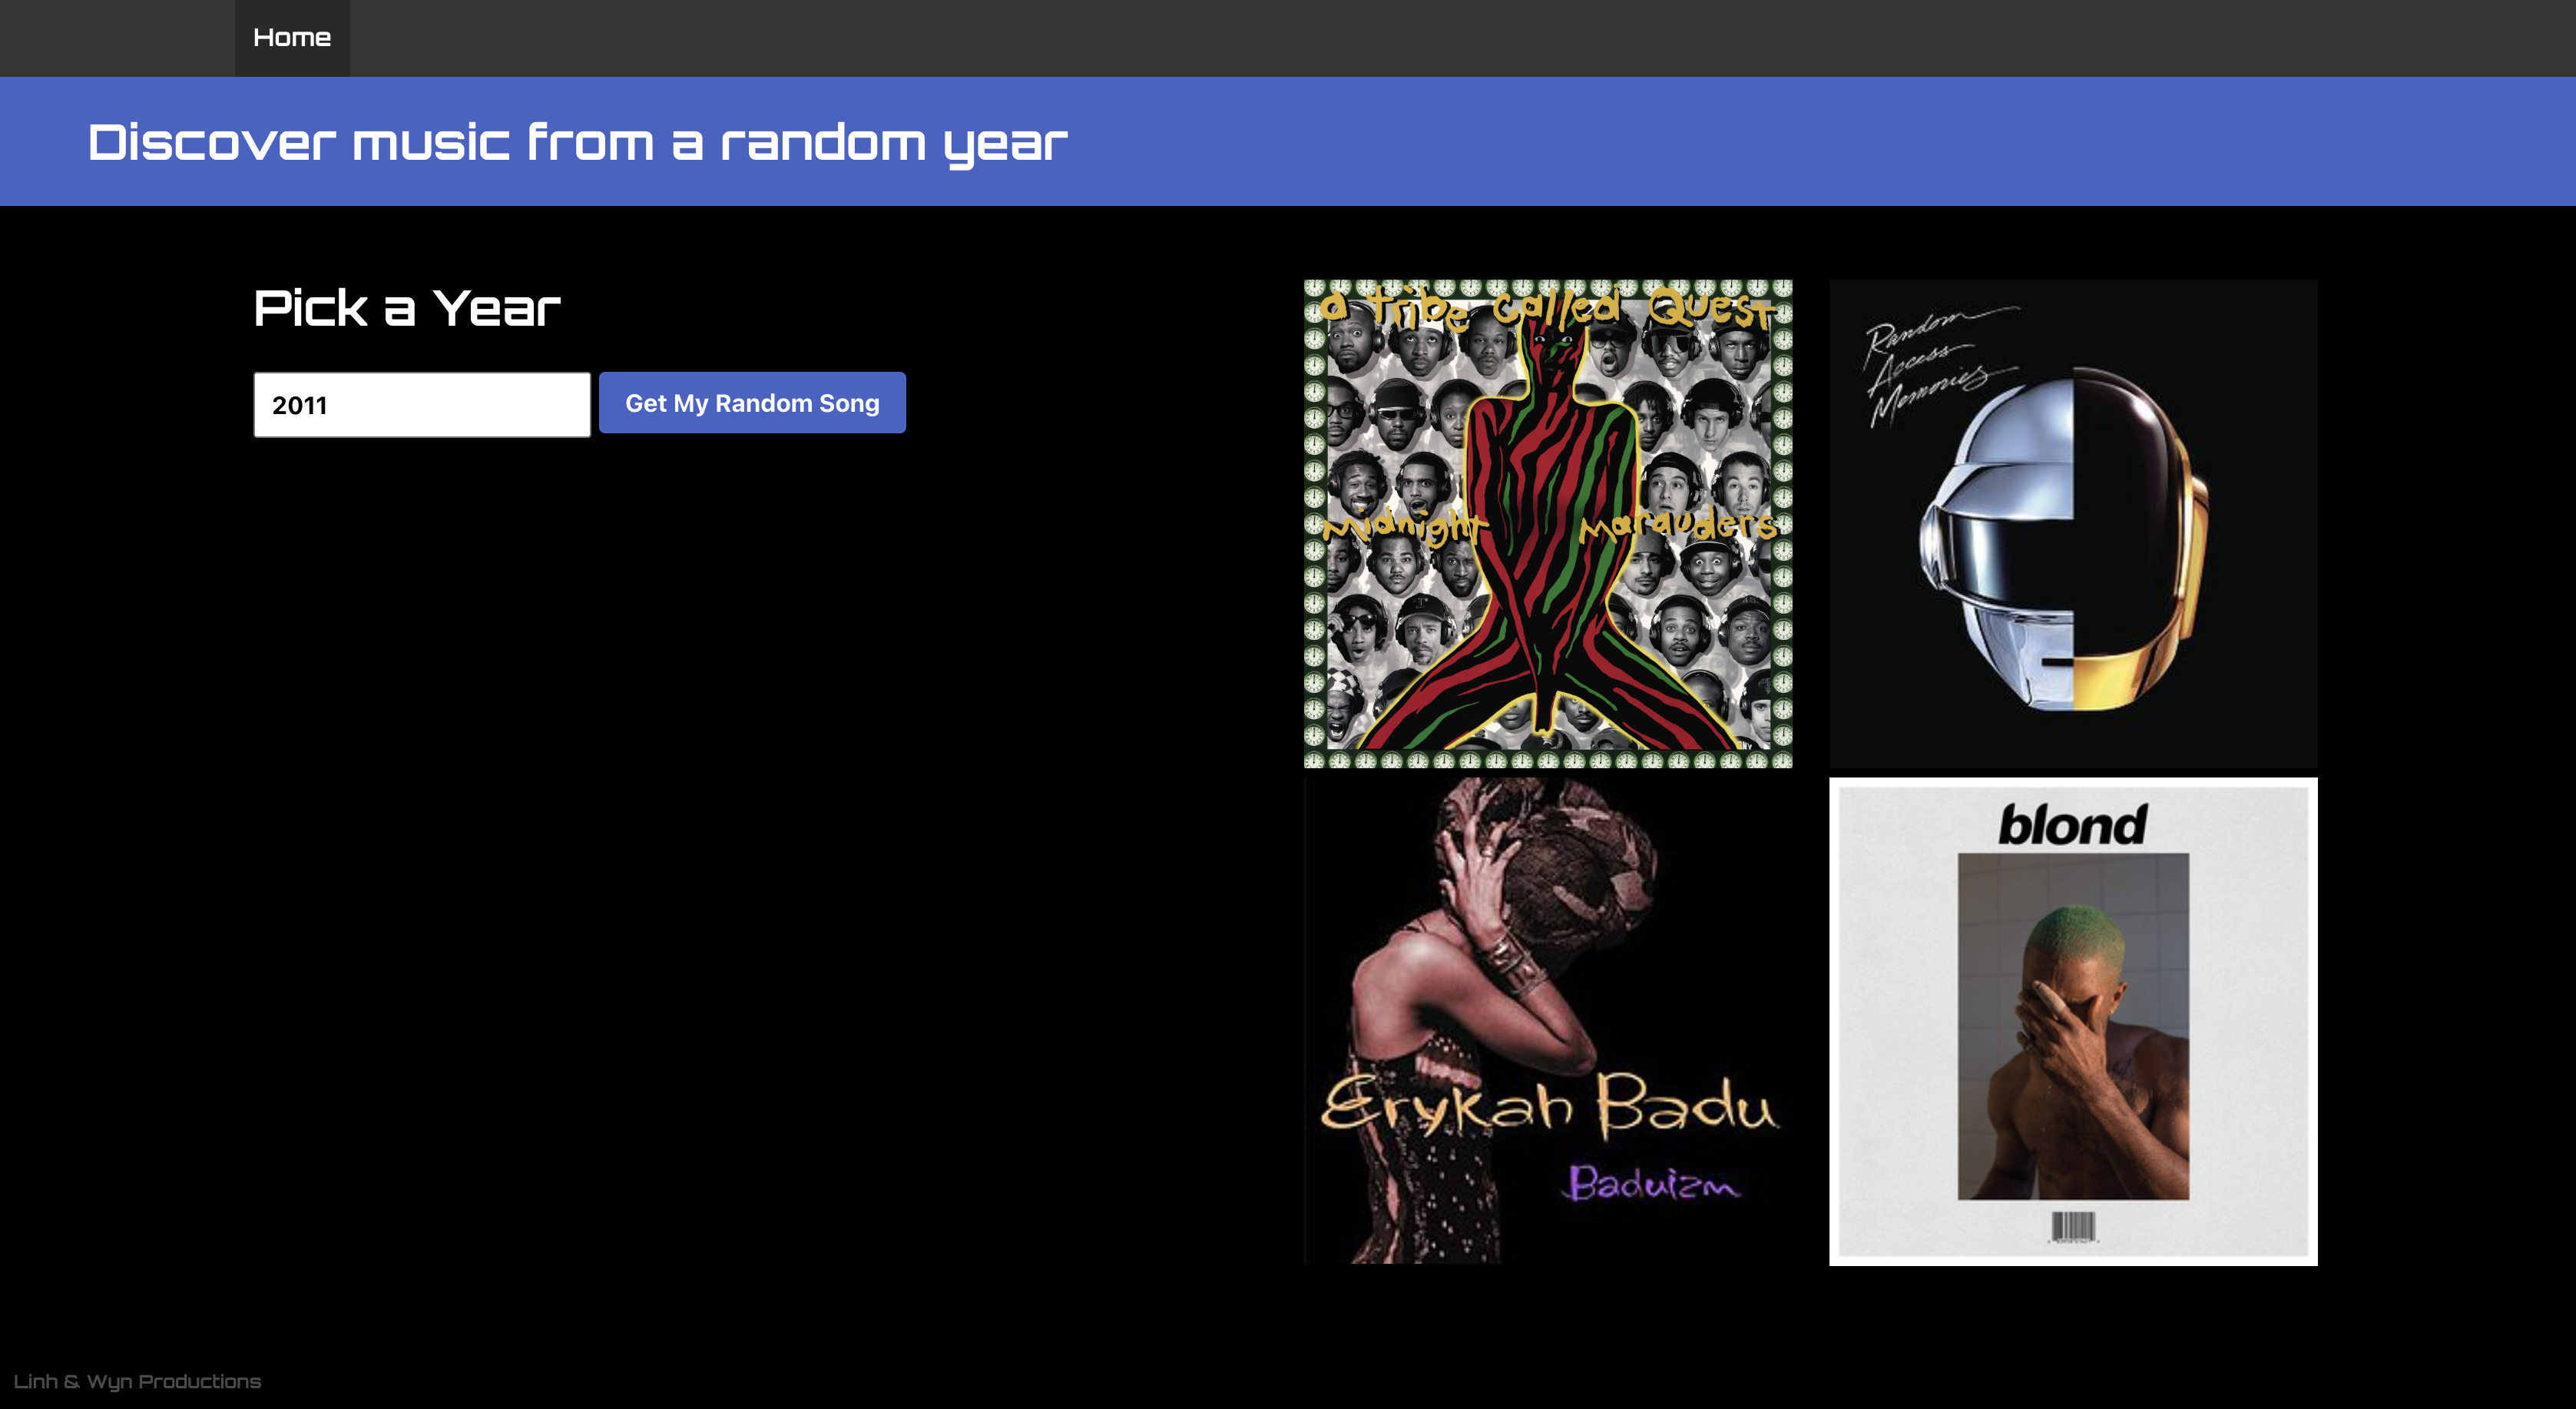 Home
Discover music from a random year
Pick a Year
2011
Get My Random Song
a tribe called Quest
Midnight Marauders
Random
Access
Memories
Erykah Badu
Baduizm
blond
Linh & Wyn Productions